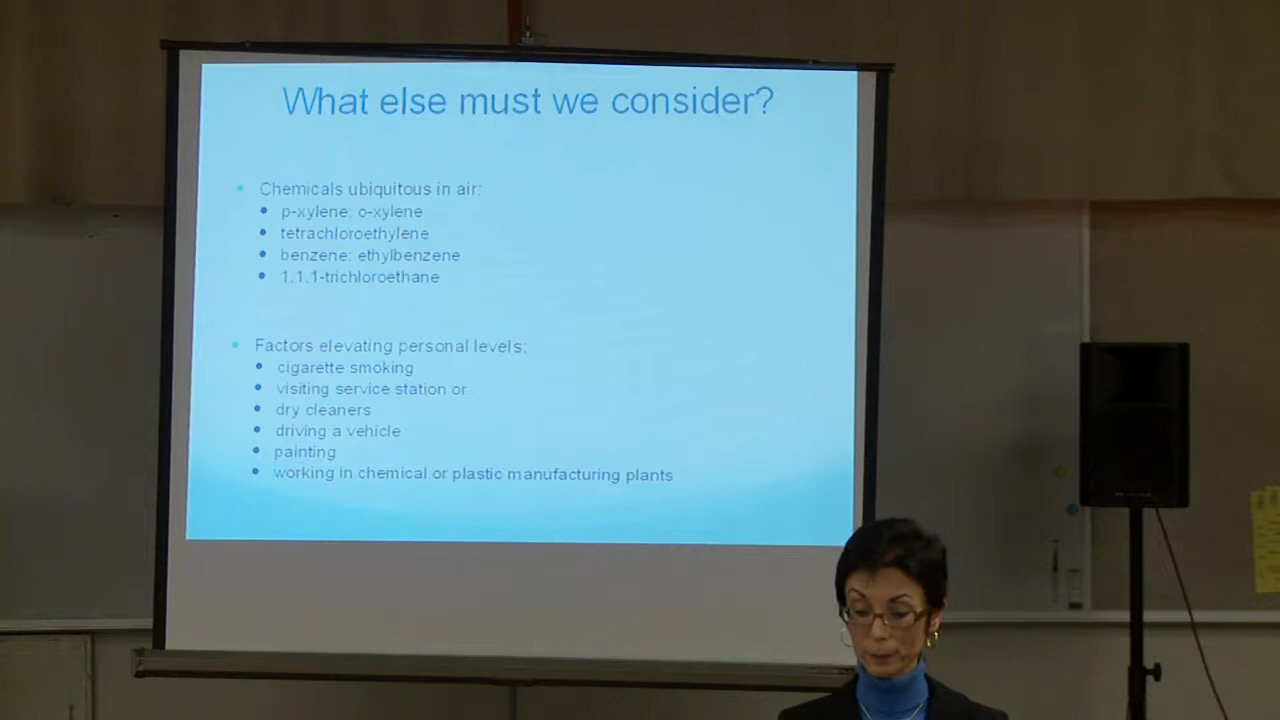 What else must we consider?
Chemicals ubiquitous in air:
p-xylene; o-xylene
tetrachloroethylene
benzene; ethylbenzene
1,1,1-trichloroethane
Factors elevating personal levels:
cigarette smoking
visiting service station or
dry cleaners
driving a vehicle
painting
working in chemical or plastic manufacturing plants